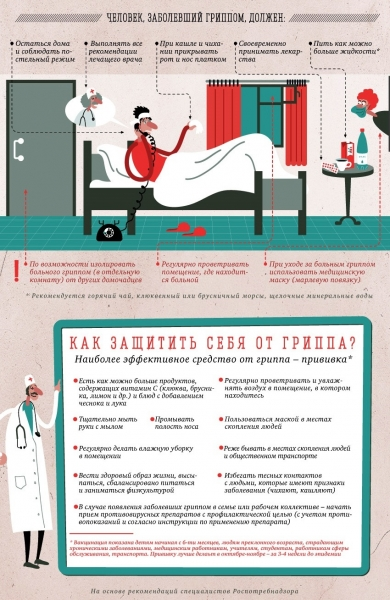 ЧЕЛОВЕК, ЗАБОЛЕВШИЙ ГРИППОМ, ДОЛЖЕН:
Остаться дома
и соблюдать по-
стельный режим
Выполнять все
рекомендации
лечащего врача
При кашле и чиха-
нии прикрывать
рот и нос платком
Своевременно
принимать лекар-
ства
Пить как можно
больше жидкости*
! По возможности изолировать
больного гриппом (в отдельную
комнату) от других домочадцев
Регулярно проветривать
помещение, где находит-
ся больной
При уходе за больным гриппом
использовать медицинскую
маску (марлевую повязку)
* Рекомендуется горячий чай, клюквенный или брусничный морсы, щелочные минеральные воды
КАК ЗАЩИТИТЬ СЕБЯ ОТ ГРИППА?
Наиболее эффективное средство от гриппа – прививка*
Есть как можно больше продуктов,
содержащих витамин С (клюква, брусни-
ка, лимон и др.) и блюд с добавлением
чеснока и лука
Регулярно проветривать и увлаж-
нять воздух в помещении, в котором
находитесь
Тщательно мыть
руки с мылом
Промывать
полость носа
Пользоваться маской в местах
скопления людей
Регулярно делать влажную уборку
в помещении
Реже бывать в местах скопления людей
и общественном транспорте
Вести здоровый образ жизни, высы-
паться, сбалансировано питаться
и заниматься физкультурой
Избегать тесных контактов
с людьми, которые имеют признаки
заболевания (чихают, кашляют)
В случае появления заболевших гриппом в семье или рабочем коллективе – начать
приём противовирусных препаратов с профилактической целью (с учетом проти-
вопоказаний и согласно инструкции по применению препарата)
* Вакцинация показана детям начиная с 6-ти месяцев, людям преклонного возраста, страдающим
хроническими заболеваниями, медицинским работникам, учителям, студентам, работникам сферы
обслуживания, транспорта. Прививку лучше делать в октябре-ноябре – за 3-4 недели до эпидемии
На основе рекомендаций специалистов Роспотребнадзора